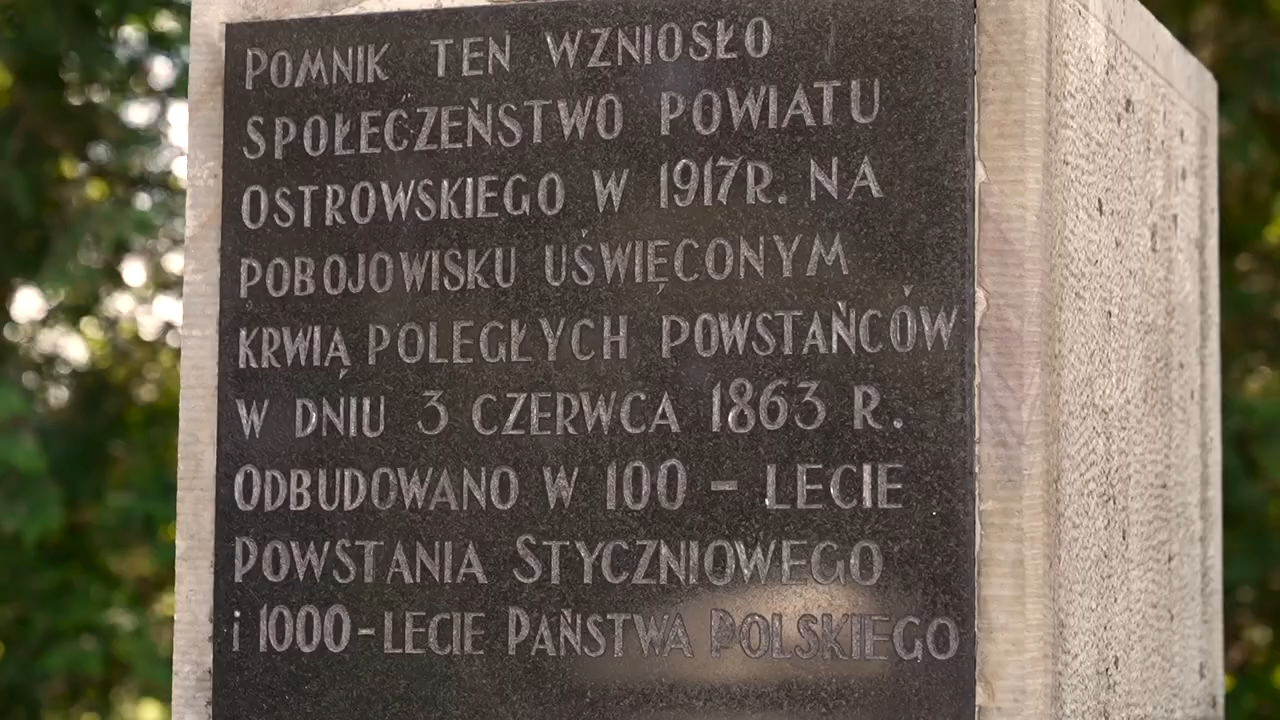 POMNIK TEN WZNIOSŁO
SPOŁECZEŃSTWO POWIATU
OSTROWSKIEGO W 1917R. NA
POBOJOWISKU UŚWIĘCONYM
KRWIĄ POLEGŁYCH POWSTAŃCÓW
W DNIU 3 CZERWCA 1863 R.
ODBUDOWANO W 100 - LECIE
POWSTANIA STYCZNIOWEGO
i 1000-LECIE PAŃSTWA POLSKIEGO